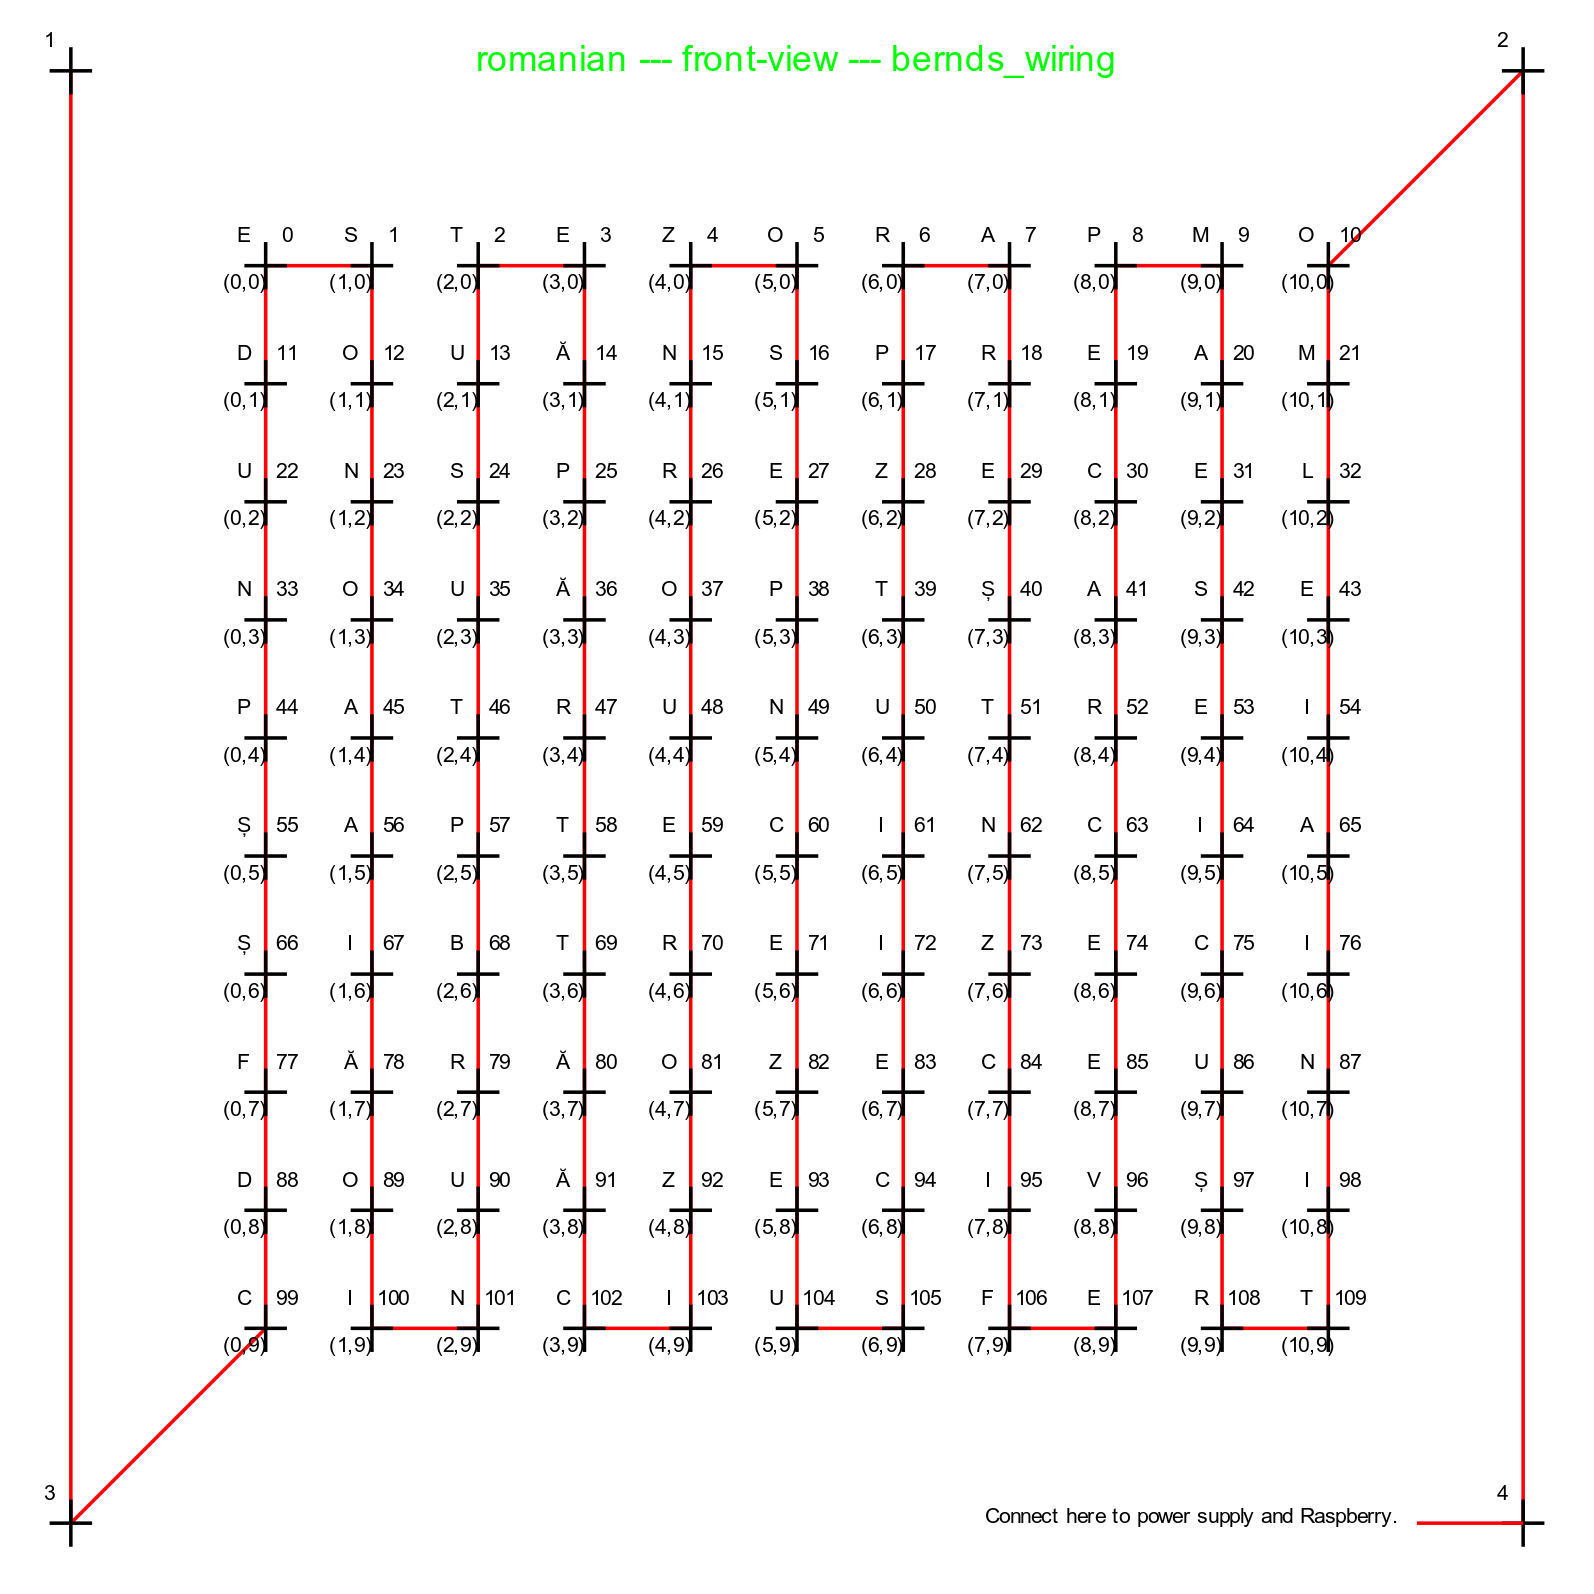 1 2
romanian --- front-view --- bernds_wiring
E 0 S 1 T 2 E 3 Z 4 O 5 R 6 A 7 P 8 M 9 O 10
(0,0) (1,0) (2,0) (3,0) (4,0) (5,0) (6,0) (7,0) (8,0) (9,0) (10,0)
D 11 O 12 U 13 Ă 14 N 15 S 16 P 17 R 18 E 19 A 20 M 21
(0,1) (1,1) (2,1) (3,1) (4,1) (5,1) (6,1) (7,1) (8,1) (9,1) (10,1)
U 22 N 23 S 24 P 25 R 26 E 27 Z 28 E 29 C 30 E 31 L 32
(0,2) (1,2) (2,2) (3,2) (4,2) (5,2) (6,2) (7,2) (8,2) (9,2) (10,2)
N 33 O 34 U 35 Ă 36 O 37 P 38 T 39 Ș 40 A 41 S 42 E 43
(0,3) (1,3) (2,3) (3,3) (4,3) (5,3) (6,3) (7,3) (8,3) (9,3) (10,3)
P 44 A 45 T 46 R 47 U 48 N 49 U 50 T 51 R 52 E 53 I 54
(0,4) (1,4) (2,4) (3,4) (4,4) (5,4) (6,4) (7,4) (8,4) (9,4) (10,4)
Ș 55 A 56 P 57 T 58 E 59 C 60 I 61 N 62 C 63 I 64 A 65
(0,5) (1,5) (2,5) (3,5) (4,5) (5,5) (6,5) (7,5) (8,5) (9,5) (10,5)
Ș 66 I 67 B 68 T 69 R 70 E 71 I 72 Z 73 E 74 C 75 I 76
(0,6) (1,6) (2,6) (3,6) (4,6) (5,6) (6,6) (7,6) (8,6) (9,6) (10,6)
F 77 Ă 78 R 79 Ă 80 O 81 Z 82 E 83 C 84 E 85 U 86 N 87
(0,7) (1,7) (2,7) (3,7) (4,7) (5,7) (6,7) (7,7) (8,7) (9,7) (10,7)
D 88 O 89 U 90 Ă 91 Z 92 E 93 C 94 I 95 V 96 Ș 97 I 98
(0,8) (1,8) (2,8) (3,8) (4,8) (5,8) (6,8) (7,8) (8,8) (9,8) (10,8)
C 99 I 100 N 101 C 102 I 103 U 104 S 105 F 106 E 107 R 108 T 109
(0,9) (1,9) (2,9) (3,9) (4,9) (5,9) (6,9) (7,9) (8,9) (9,9) (10,9)
3 4
Connect here to power supply and Raspberry.